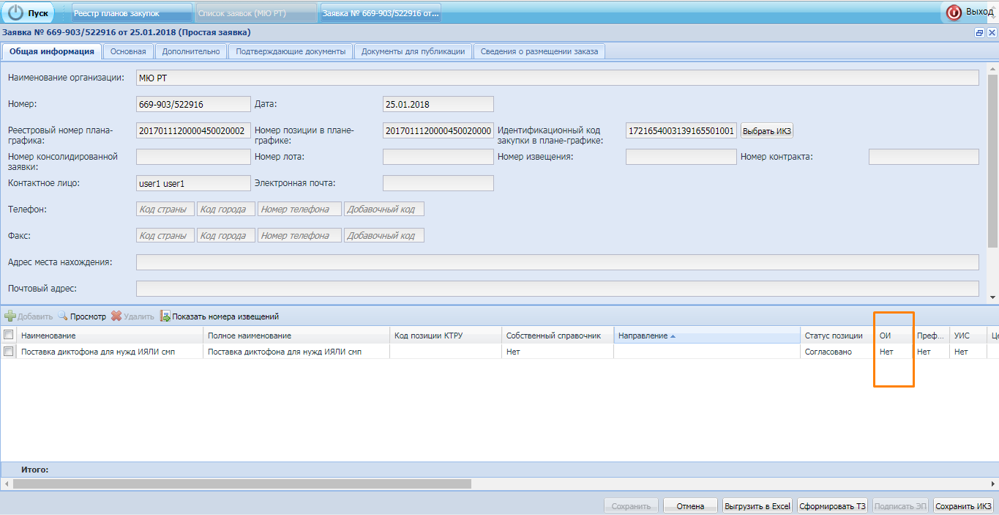 Пуск Реестр планов закупок Список заявок (МЮ РТ) Заявка № 669-903/522916 от... Выход
Заявка № 669-903/522916 от 25.01.2018 (Простая заявка)
Общая информация Основная Дополнительно Подтверждающие документы Документы для публикации Сведения о размещении заказа
Наименование организации: МЮ РТ
Номер: 669-903/522916 Дата: 25.01.2018
Реестровый номер плана-графика: 2017011120000450020002 Номер позиции в плане-графике: 2017011120000450020000 Идентификационный код закупки в плане-графике: 1721654003139165501001 Выбрать ИКЗ
Номер консолидированной заявки: Номер лота: Номер извещения: Номер контракта:
Контактное лицо: user1 user1 Электронная почта:
Телефон: Код страны Код города Номер телефона Добавочный код
Факс: Код страны Код города Номер телефона Добавочный код
Адрес места нахождения:
Почтовый адрес:
Добавить Просмотр Удалить Показать номера извещений
Наименование Полное наименование Код позиции КТРУ Собственный справочник Направление Статус позиции ОИ Преф... УИС Це
Поставка диктофона для нужд ИЯЛИ смп Поставка диктофона для нужд ИЯЛИ смп Нет Согласовано Нет Нет Нет
Итого:
Сохранить Отмена Выгрузить в Excel Сформировать ТЗ Подписать ЭП Сохранить ИКЗ